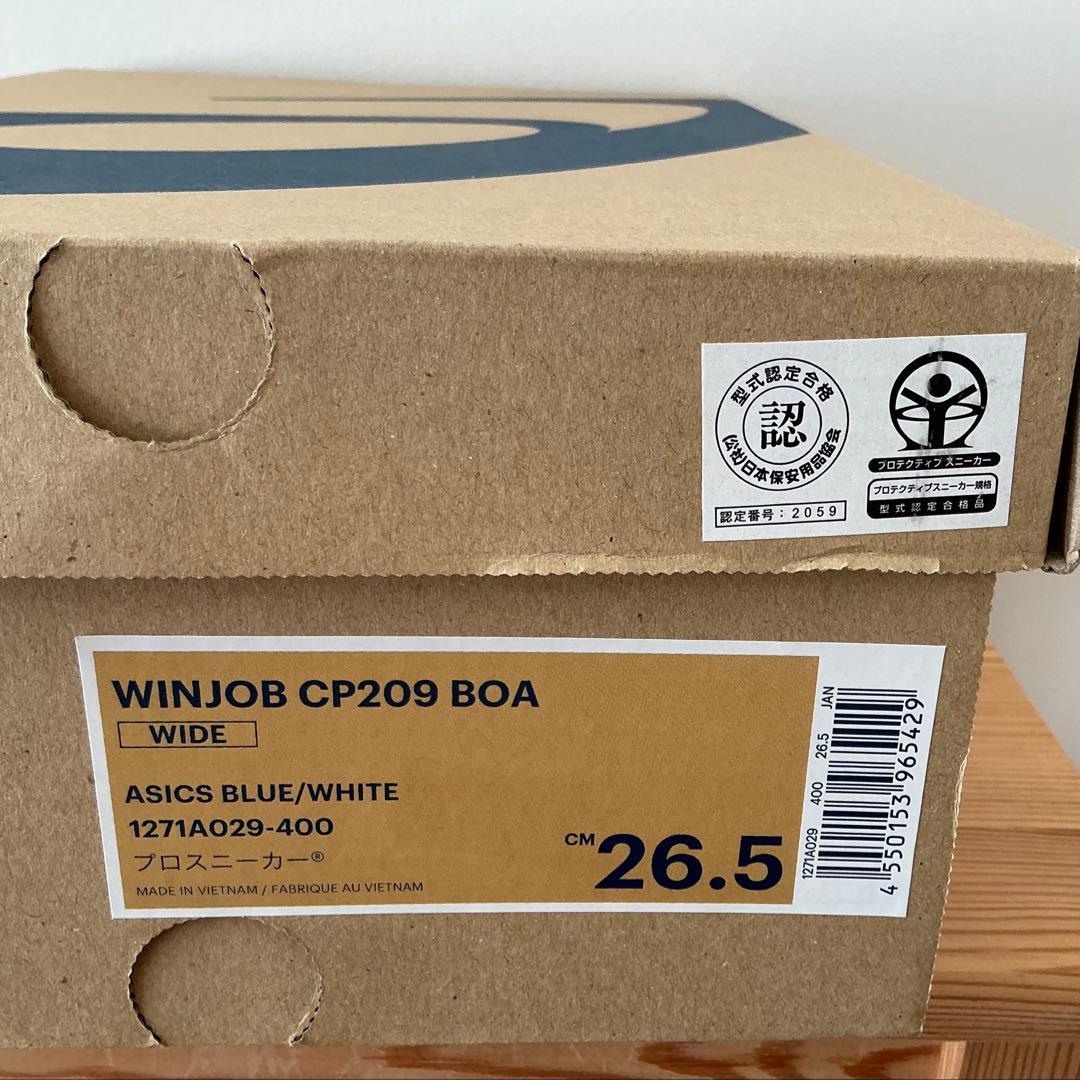 型式認定合格
認
(公社)日本保安用品協会
認定番号：2059
プロテクティブ スニーカー
プロテクティブスニーカー規格
型式認定合格品
WINJOB CP209 BOA
WIDE
ASICS BLUE/WHITE
1271A029-400
プロスニーカー®
MADE IN VIETNAM / FABRIQUE AU VIETNAM
CM 26.5
1271A029 400 26.5 JAN
4 550153 965429